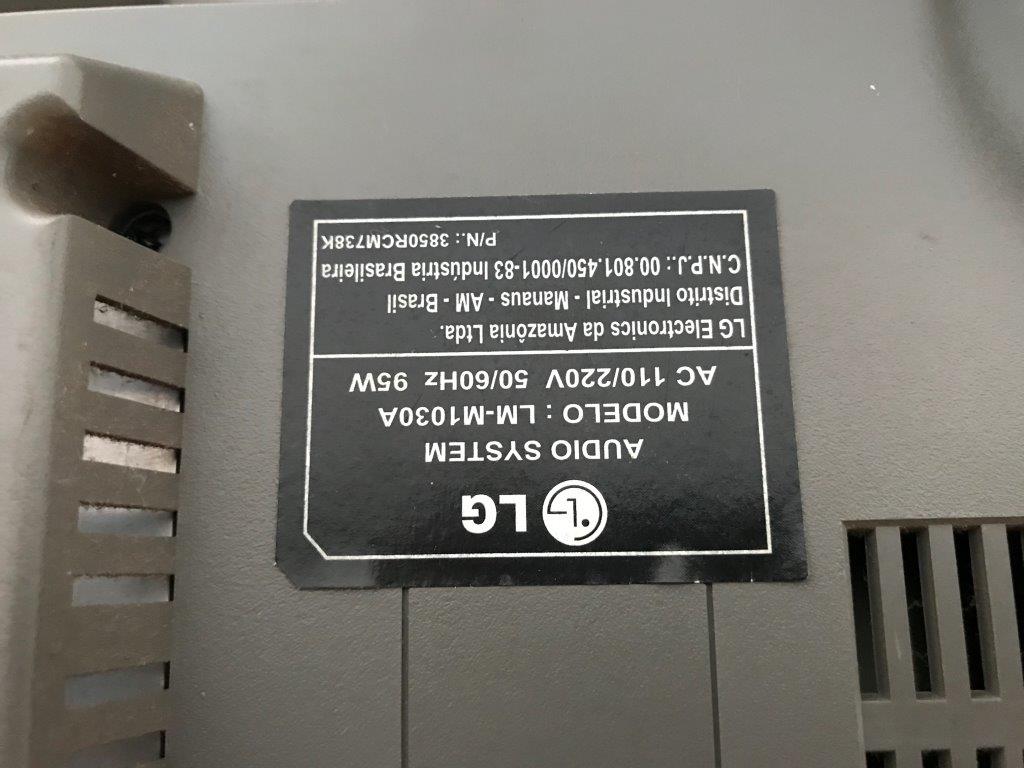 LG
AUDIO SYSTEM
MODELO : LM-M1030A
AC 110/220V 50/60Hz 95W
LG Electronics da Amazônia Ltda.
Distrito Industrial - Manaus - AM - Brasil
C.N.P.J.: 00.801.450/0001-83 Indústria Brasileira
P/N.: 3850RCM738K